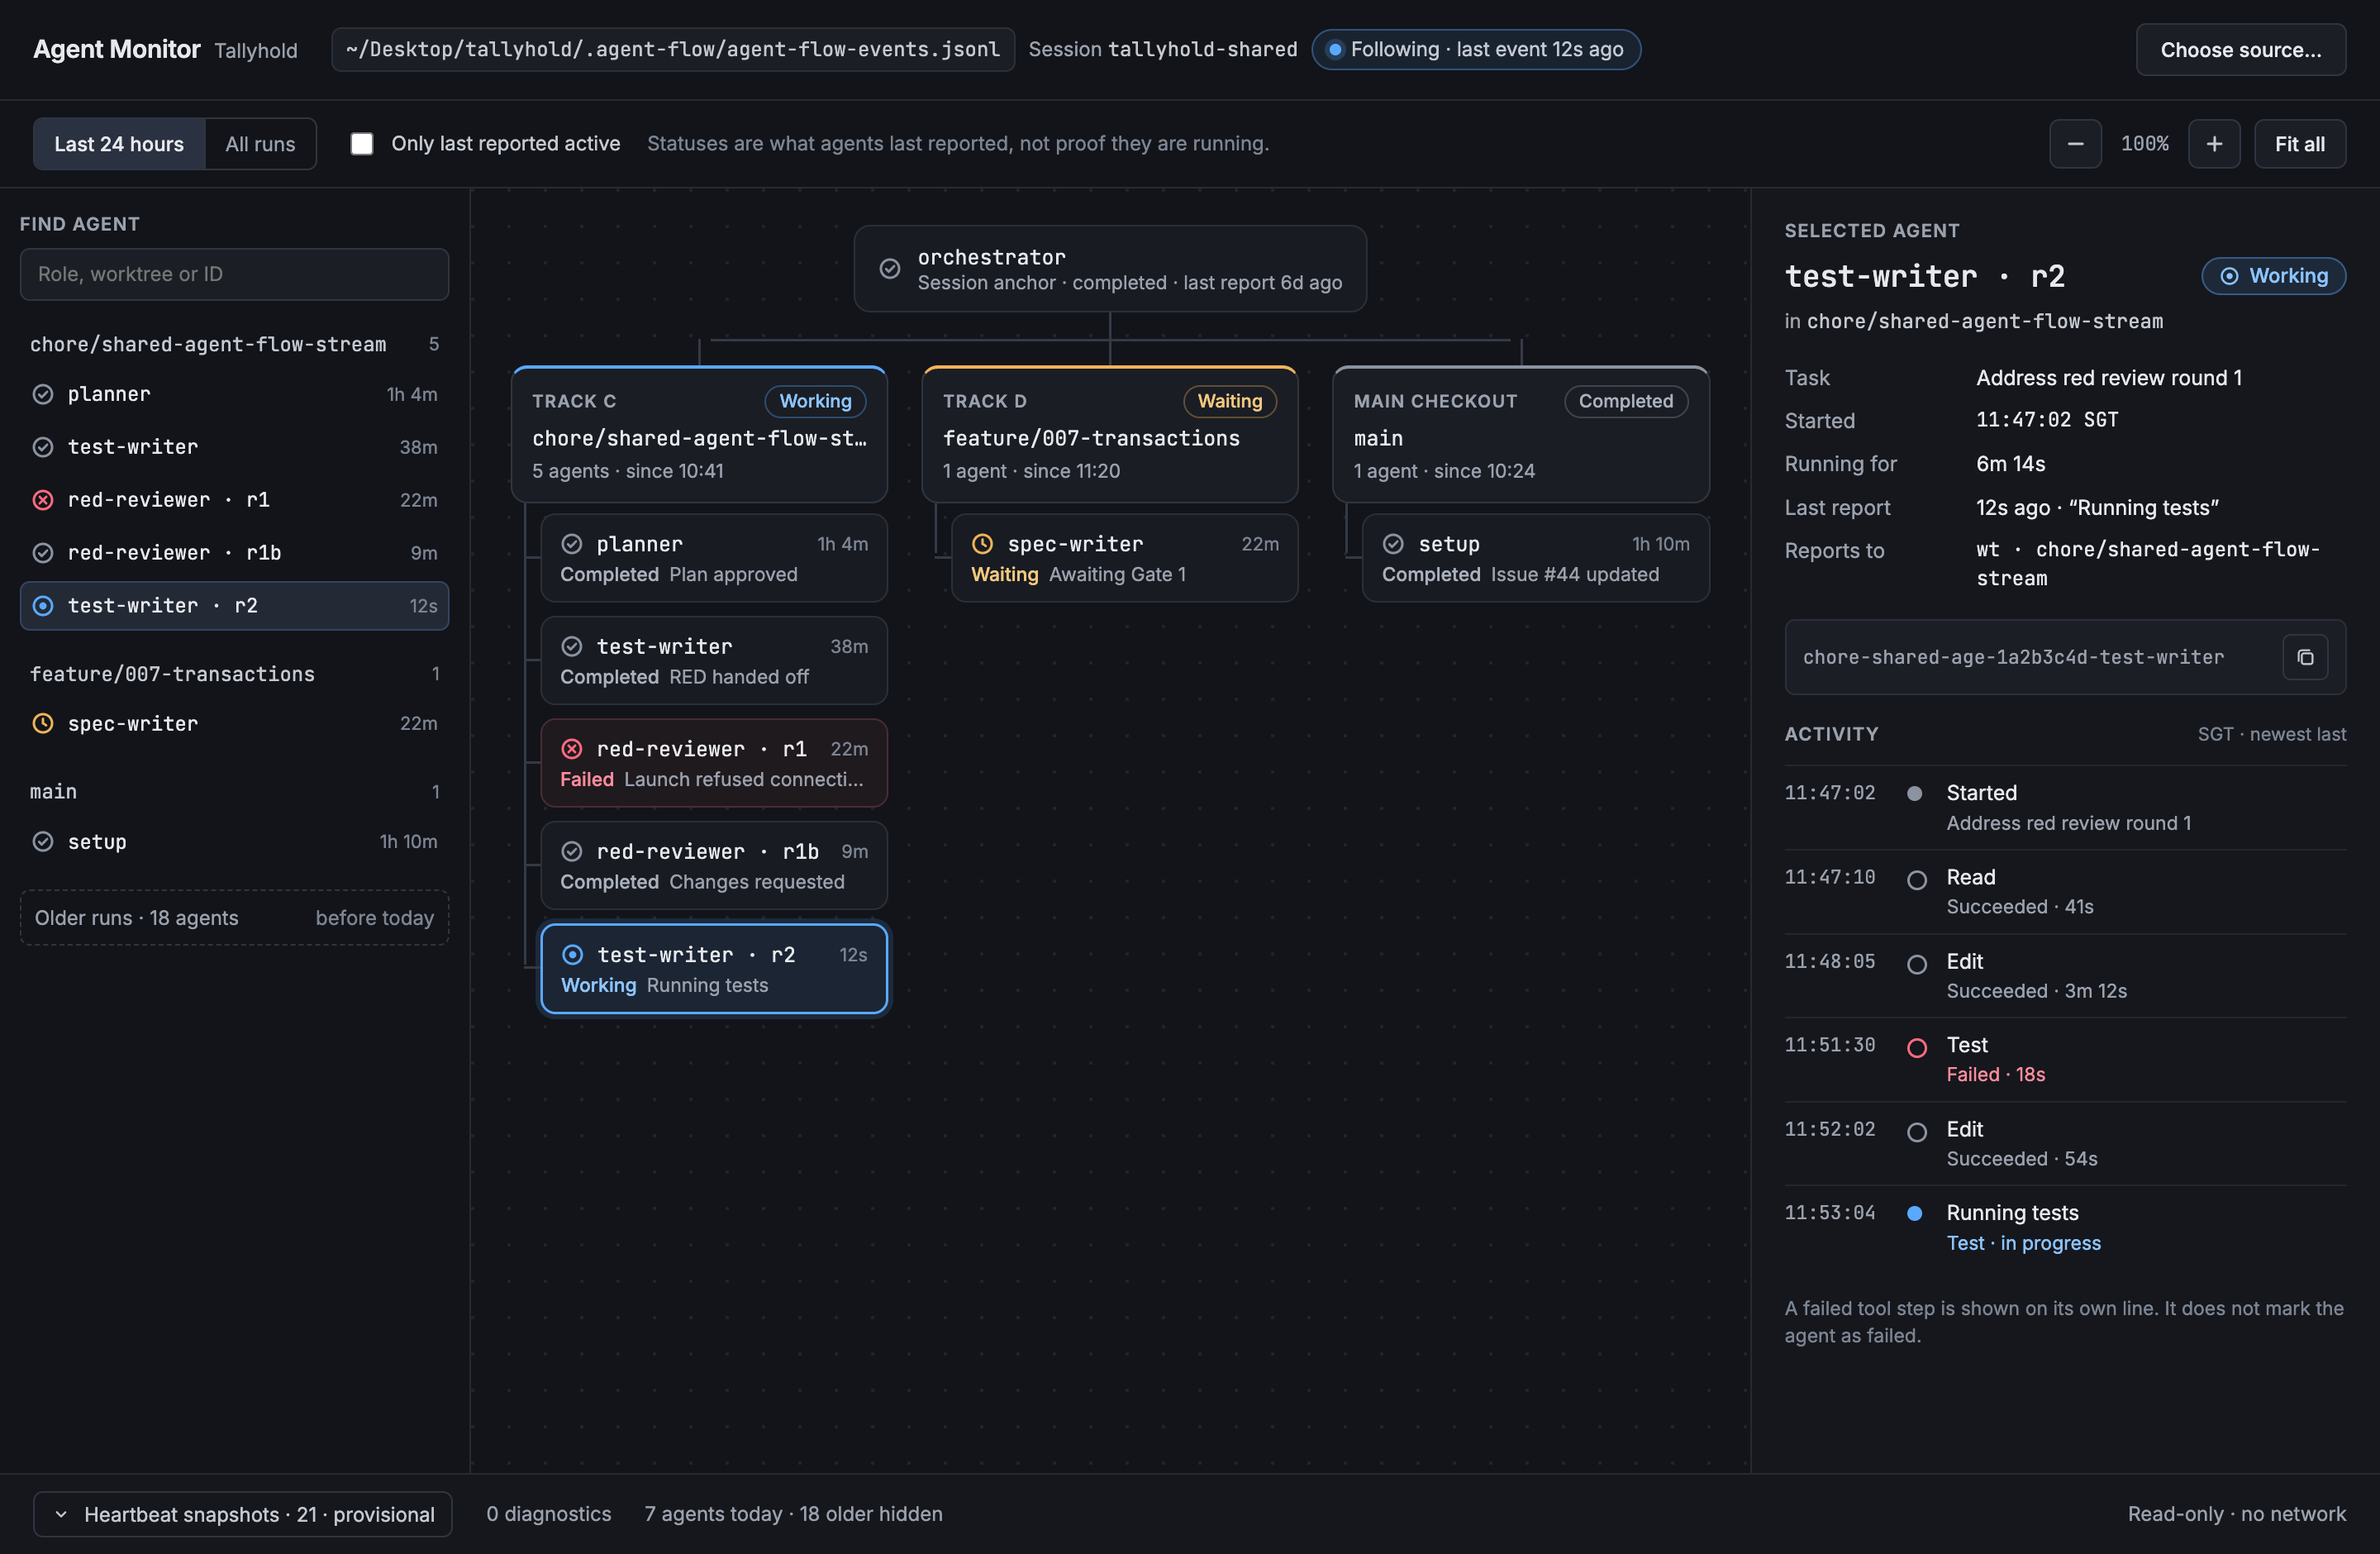 Agent Monitor Tallyhold ~/Desktop/tallyhold/.agent-flow/agent-flow-events.jsonl Session tallyhold-shared Following · last event 12s ago Choose source...
Last 24 hours All runs Only last reported active Statuses are what agents last reported, not proof they are running. − 100% + Fit all
FIND AGENT
Role, worktree or ID
chore/shared-agent-flow-stream 5
planner 1h 4m
test-writer 38m
red-reviewer · r1 22m
red-reviewer · r1b 9m
test-writer · r2 12s
feature/007-transactions 1
spec-writer 22m
main 1
setup 1h 10m
Older runs · 18 agents before today
orchestrator
Session anchor · completed · last report 6d ago
TRACK C Working
chore/shared-agent-flow-st…
5 agents · since 10:41
planner 1h 4m
Completed Plan approved
test-writer 38m
Completed RED handed off
red-reviewer · r1 22m
Failed Launch refused connecti…
red-reviewer · r1b 9m
Completed Changes requested
test-writer · r2 12s
Working Running tests
TRACK D Waiting
feature/007-transactions
1 agent · since 11:20
spec-writer 22m
Waiting Awaiting Gate 1
MAIN CHECKOUT Completed
main
1 agent · since 10:24
setup 1h 10m
Completed Issue #44 updated
SELECTED AGENT
test-writer · r2 Working
in chore/shared-agent-flow-stream
Task Address red review round 1
Started 11:47:02 SGT
Running for 6m 14s
Last report 12s ago · “Running tests”
Reports to wt · chore/shared-agent-flow-
stream
chore-shared-age-1a2b3c4d-test-writer
ACTIVITY SGT · newest last
11:47:02 Started
Address red review round 1
11:47:10 Read
Succeeded · 41s
11:48:05 Edit
Succeeded · 3m 12s
11:51:30 Test
Failed · 18s
11:52:02 Edit
Succeeded · 54s
11:53:04 Running tests
Test · in progress
A failed tool step is shown on its own line. It does not mark the
agent as failed.
Heartbeat snapshots · 21 · provisional 0 diagnostics 7 agents today · 18 older hidden Read-only · no network